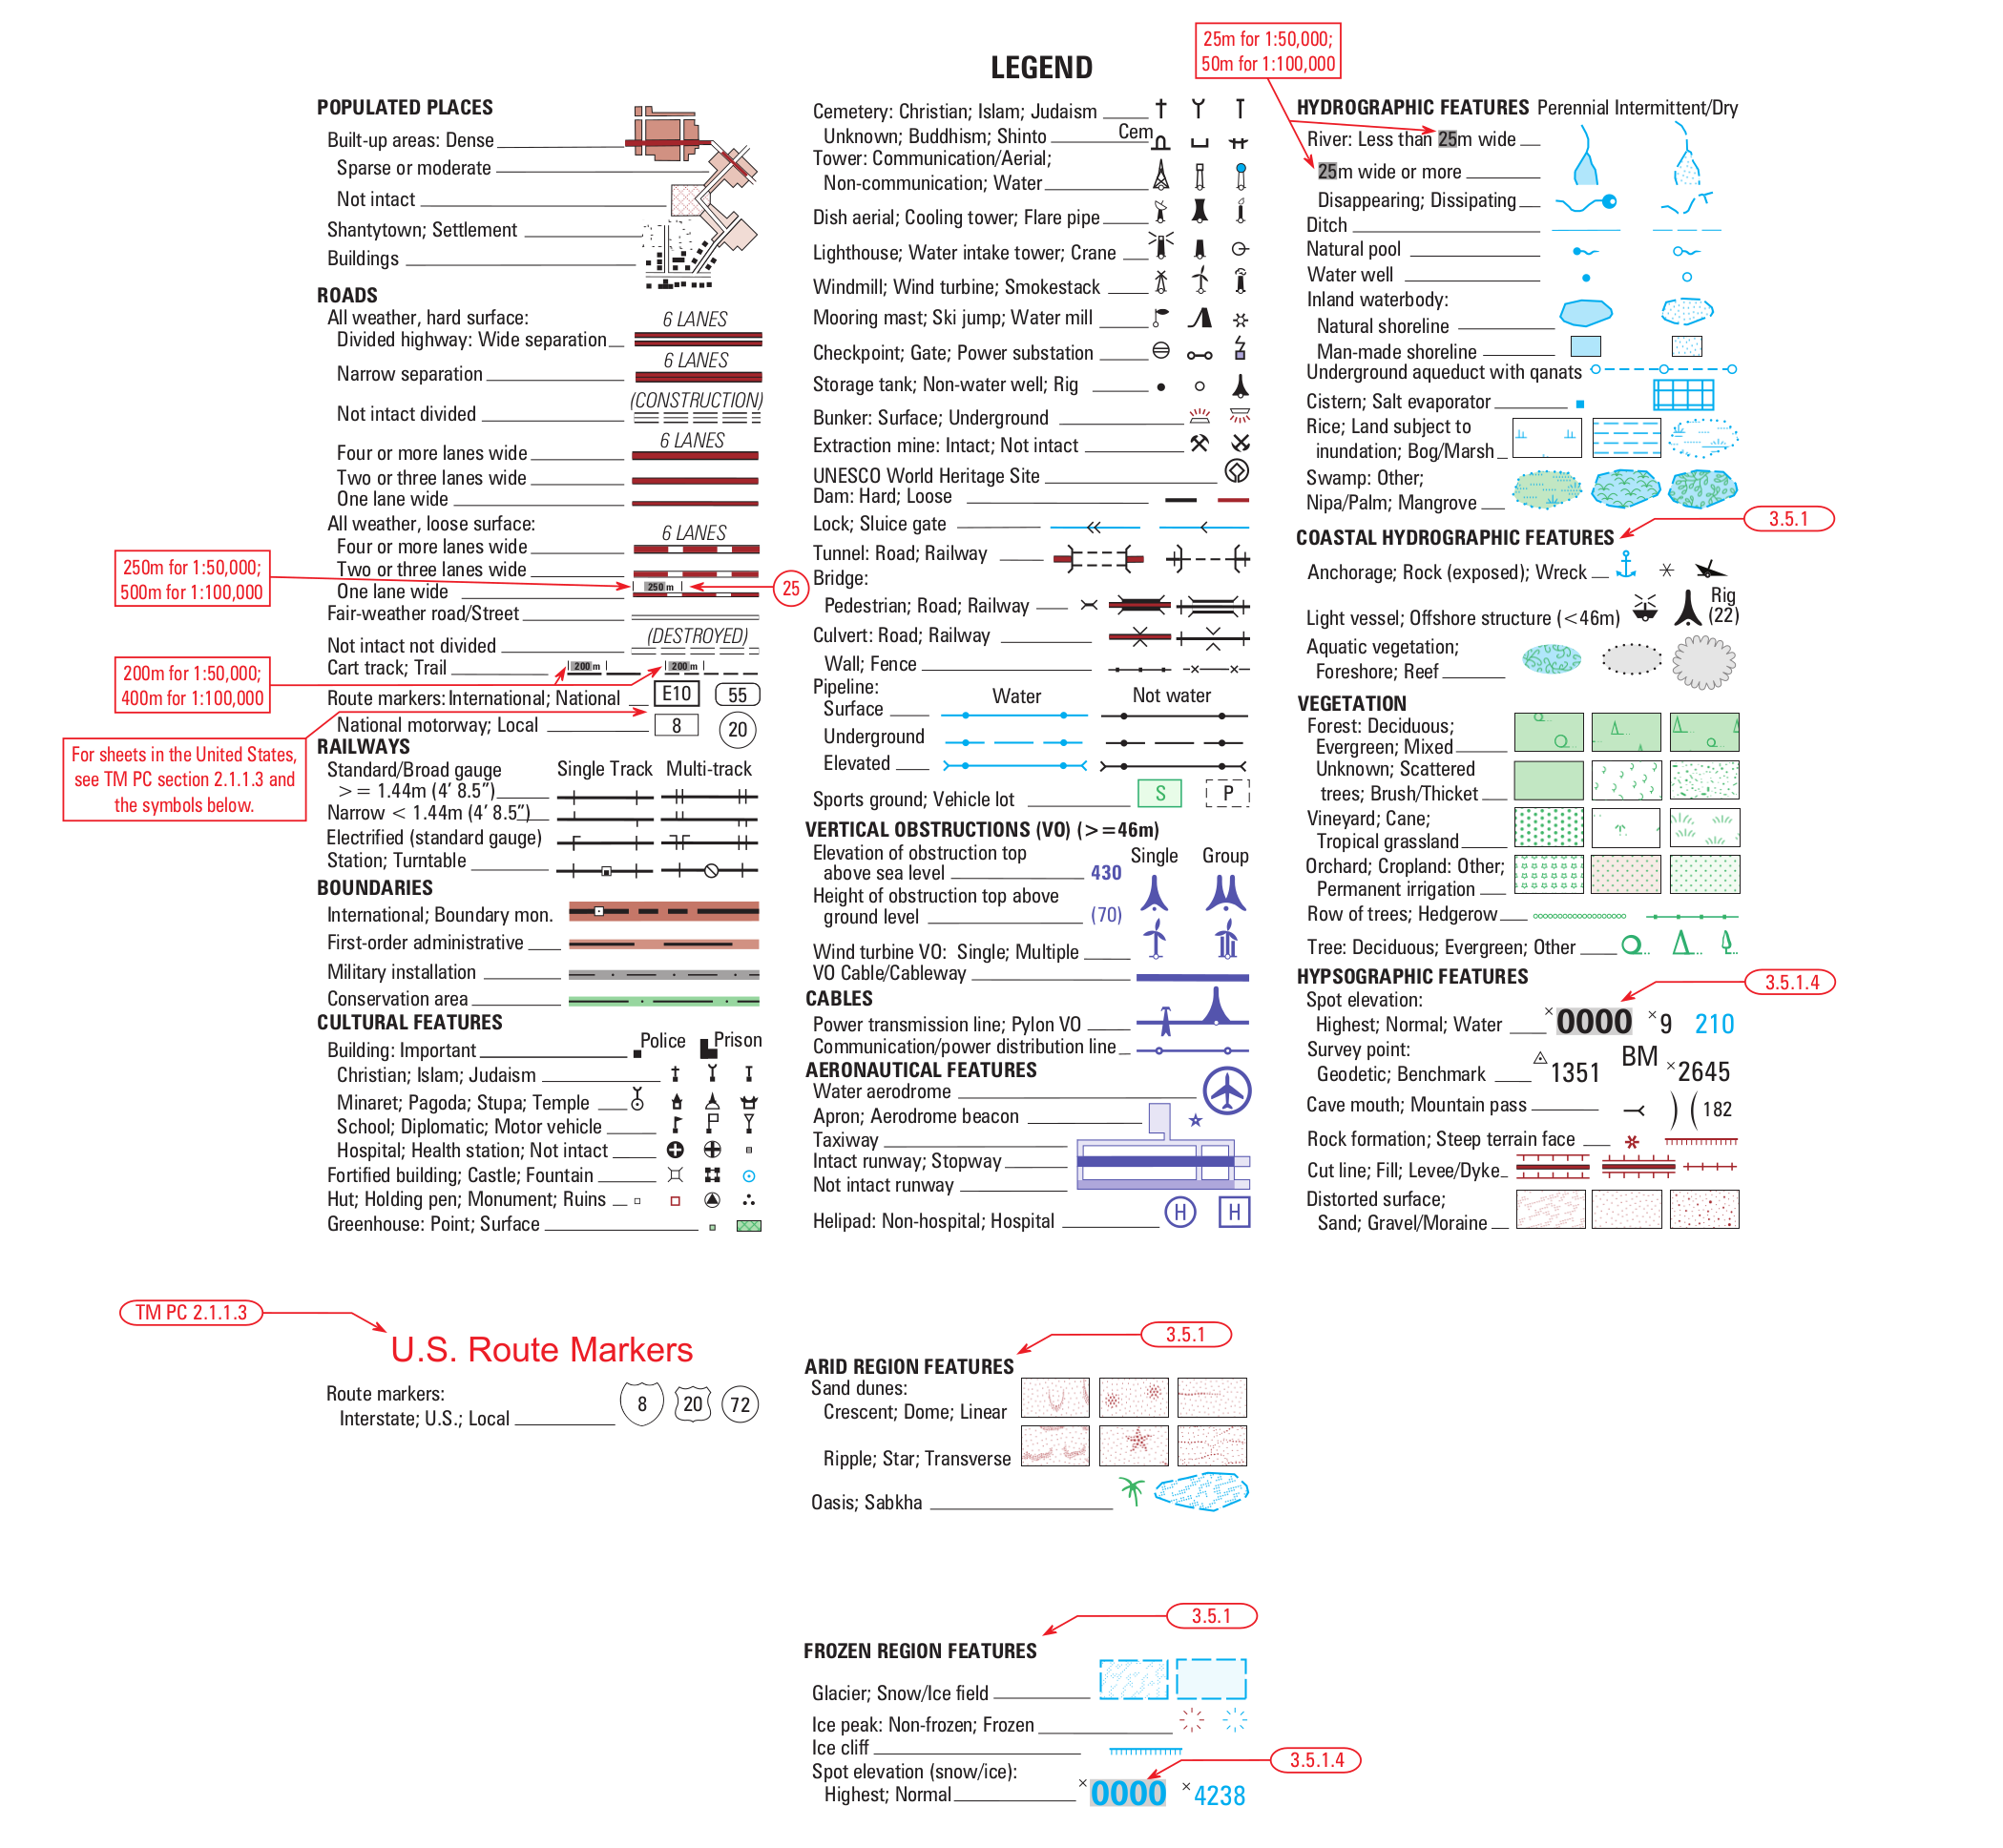 25m for 1:50,000;
50m for 1:100,000
LEGEND
POPULATED PLACES
Built-up areas: Dense
Sparse or moderate
Not intact
Shantytown; Settlement
Buildings
ROADS
All weather, hard surface:
6 LANES
Divided highway: Wide separation
6 LANES
Narrow separation
(CONSTRUCTION)
Not intact divided
6 LANES
Four or more lanes wide
Two or three lanes wide
One lane wide
All weather, loose surface:
6 LANES
Four or more lanes wide
Two or three lanes wide
250m for 1:50,000;
500m for 1:100,000
250 m
25
One lane wide
Fair-weather road/Street
(DESTROYED)
Not intact not divided
Cart track; Trail
200 m
200 m
200m for 1:50,000;
400m for 1:100,000
Route markers: International; National
E10
55
National motorway; Local
8
20
For sheets in the United States,
see TM PC section 2.1.1.3 and
the symbols below.
RAILWAYS
Standard/Broad gauge
Single Track
Multi-track
>= 1.44m (4’ 8.5”)
Narrow < 1.44m (4’ 8.5”)
Electrified (standard gauge)
Station; Turntable
BOUNDARIES
International; Boundary mon.
First-order administrative
Military installation
Conservation area
CULTURAL FEATURES
Building: Important
Police
Prison
Christian; Islam; Judaism
Minaret; Pagoda; Stupa; Temple
School; Diplomatic; Motor vehicle
Hospital; Health station; Not intact
Fortified building; Castle; Fountain
Hut; Holding pen; Monument; Ruins
Greenhouse: Point; Surface
Cemetery: Christian; Islam; Judaism
Unknown; Buddhism; Shinto
Cem
Tower: Communication/Aerial;
Non-communication; Water
Dish aerial; Cooling tower; Flare pipe
Lighthouse; Water intake tower; Crane
Windmill; Wind turbine; Smokestack
Mooring mast; Ski jump; Water mill
Checkpoint; Gate; Power substation
Storage tank; Non-water well; Rig
Bunker: Surface; Underground
Extraction mine: Intact; Not intact
UNESCO World Heritage Site
Dam: Hard; Loose
Lock; Sluice gate
Tunnel: Road; Railway
Bridge:
Pedestrian; Road; Railway
Culvert: Road; Railway
Wall; Fence
Pipeline:
Water
Not water
Surface
Underground
Elevated
Sports ground; Vehicle lot
S
P
VERTICAL OBSTRUCTIONS (VO) (>=46m)
Elevation of obstruction top
above sea level
430
Single
Group
Height of obstruction top above
ground level
(70)
Wind turbine VO: Single; Multiple
VO Cable/Cableway
CABLES
Power transmission line; Pylon VO
Communication/power distribution line
AERONAUTICAL FEATURES
Water aerodrome
Apron; Aerodrome beacon
Taxiway
Intact runway; Stopway
Not intact runway
Helipad: Non-hospital; Hospital
H
H
HYDROGRAPHIC FEATURES Perennial Intermittent/Dry
River: Less than 25m wide
25m wide or more
Disappearing; Dissipating
Ditch
Natural pool
Water well
Inland waterbody:
Natural shoreline
Man-made shoreline
Underground aqueduct with qanats
Cistern; Salt evaporator
Rice; Land subject to
inundation; Bog/Marsh
Swamp: Other;
Nipa/Palm; Mangrove
3.5.1
COASTAL HYDROGRAPHIC FEATURES
Anchorage; Rock (exposed); Wreck
Light vessel; Offshore structure (<46m)
Rig
(22)
Aquatic vegetation;
Foreshore; Reef
VEGETATION
Forest: Deciduous;
Evergreen; Mixed
Unknown; Scattered
trees; Brush/Thicket
Vineyard; Cane;
Tropical grassland
Orchard; Cropland: Other;
Permanent irrigation
Row of trees; Hedgerow
Tree: Deciduous; Evergreen; Other
HYPSOGRAPHIC FEATURES
3.5.1.4
Spot elevation:
Highest; Normal; Water
0000
9
210
Survey point:
Geodetic; Benchmark
1351
BM
2645
Cave mouth; Mountain pass
182
Rock formation; Steep terrain face
Cut line; Fill; Levee/Dyke
Distorted surface;
Sand; Gravel/Moraine
TM PC 2.1.1.3
U.S. Route Markers
Route markers:
Interstate; U.S.; Local
8
20
72
3.5.1
ARID REGION FEATURES
Sand dunes:
Crescent; Dome; Linear
Ripple; Star; Transverse
Oasis; Sabkha
3.5.1
FROZEN REGION FEATURES
Glacier; Snow/Ice field
Ice peak: Non-frozen; Frozen
Ice cliff
3.5.1.4
Spot elevation (snow/ice):
Highest; Normal
0000
4238